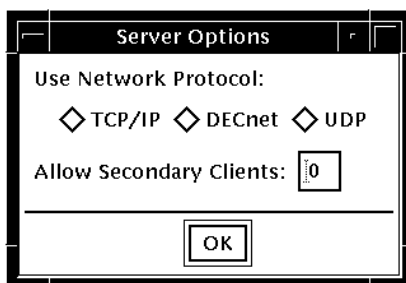 Server Options
Use Network Protocol:
TCP/IP DECnet UDP
Allow Secondary Clients: 0
OK